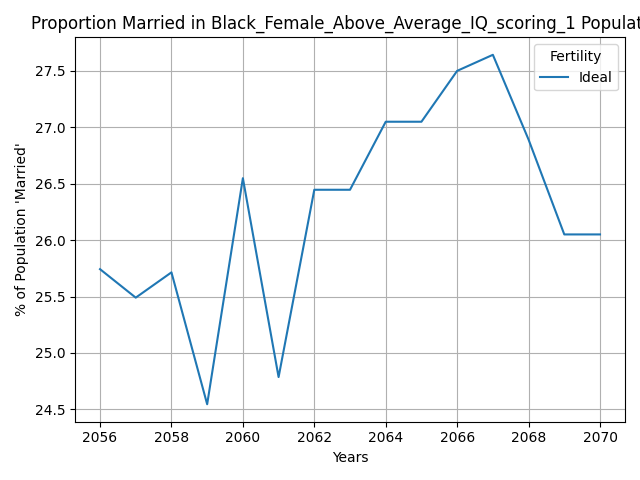 Proportion Married in Black_Female_Above_Average_IQ_scoring_1 Populat
Fertility
Ideal
27.5
27.0
26.5
26.0
25.5
25.0
24.5
% of Population 'Married'
2056 2058 2060 2062 2064 2066 2068 2070
Years